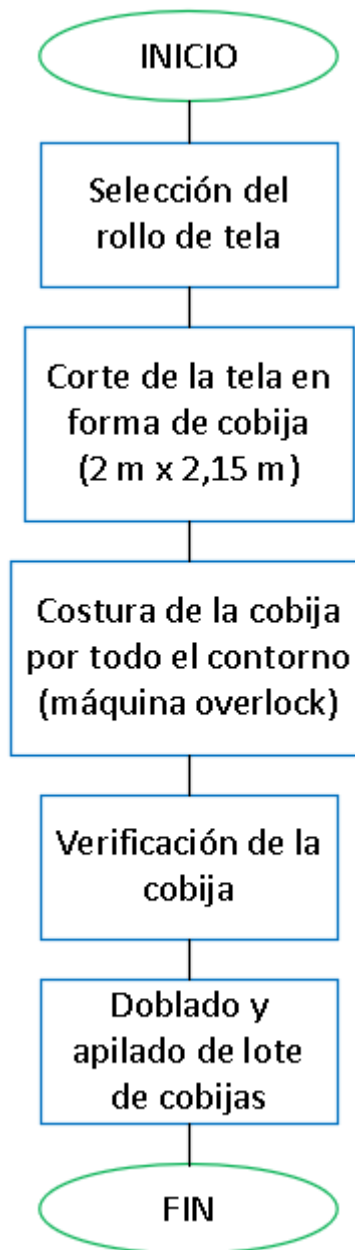 INICIO
Selección del
rollo de tela
Corte de la tela en
forma de cobija
(2 m x 2,15 m)
Costura de la cobija
por todo el contorno
(máquina overlock)
Verificación de la
cobija
Doblado y
apilado de lote
de cobijas
FIN